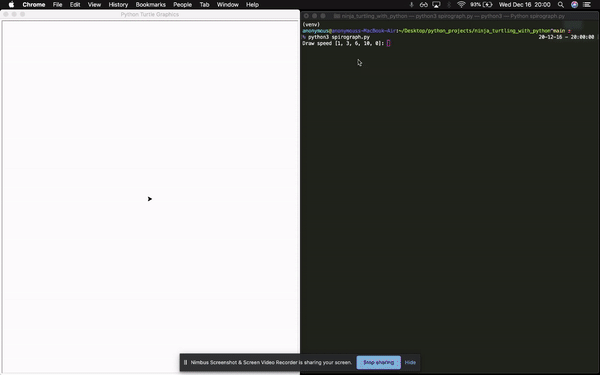 Chrome File Edit View History Bookmarks People Tab Window Help 93% Wed Dec 16 20:00
Python Turtle Graphics
ninja_turtling_with_python — python3 spirograph.py — python3 — Python spirograph.py
(venv)
anonymous@anonymouss-MacBook-Air:~/Desktop/python_projects/ninja_turtling_with_python*main ±
% python3 spirograph.py 20-12-16 - 20:00:08
Draw speed [1, 3, 6, 10, 0]:
Nimbus Screenshot & Screen Video Recorder is sharing your screen. Stop sharing Hide